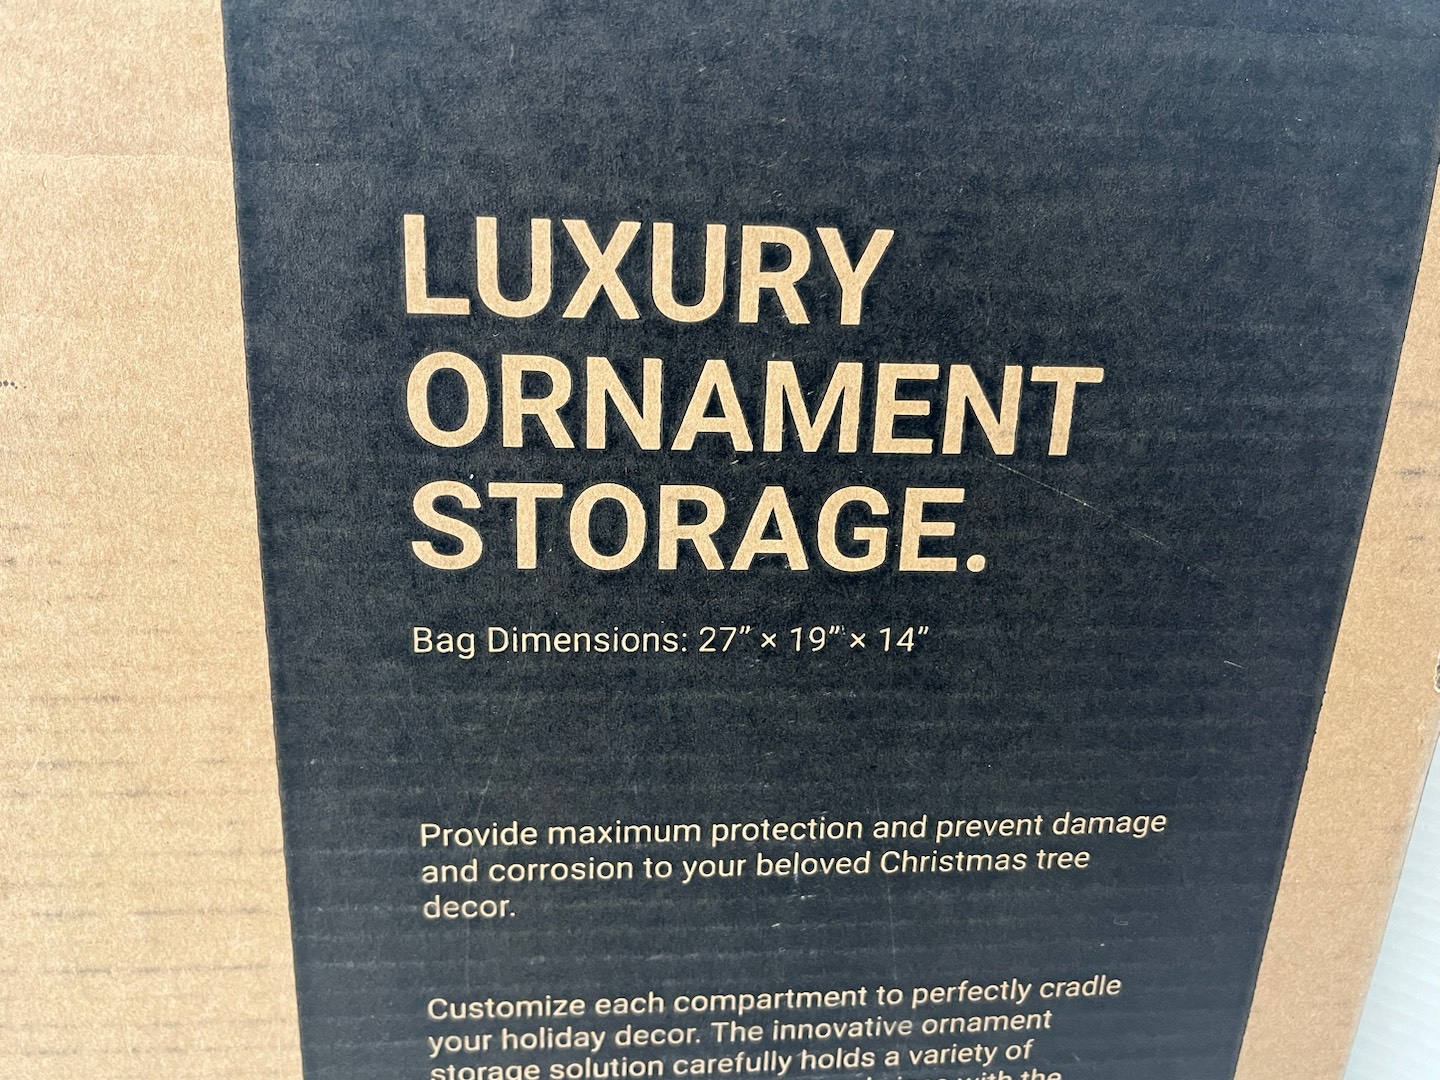 LUXURY
ORNAMENT
STORAGE.
Bag Dimensions: 27” × 19” × 14”
Provide maximum protection and prevent damage
and corrosion to your beloved Christmas tree
decor.
Customize each compartment to perfectly cradle
your holiday decor. The innovative ornament
storage solution carefully holds a variety of
with the